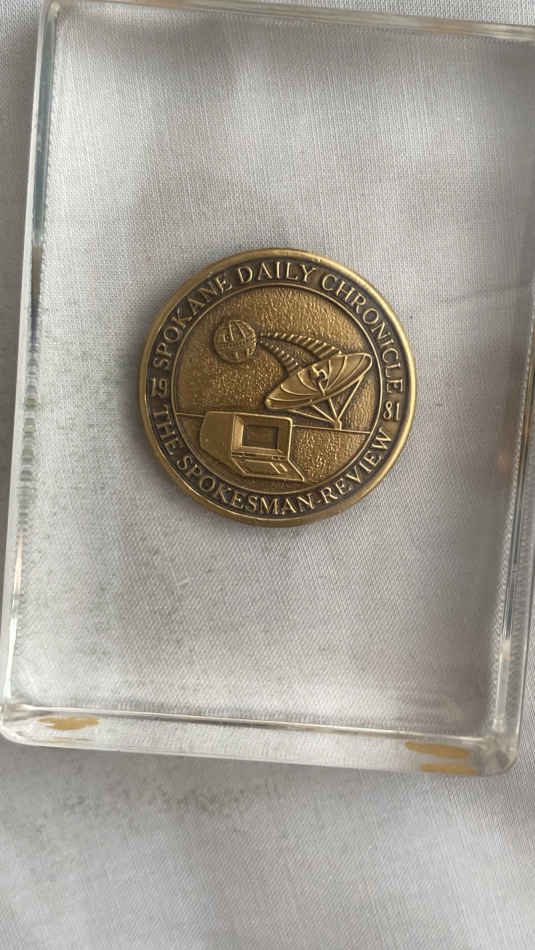 SPOKANE DAILY CHRONICLE
19 81
THE SPOKESMAN-REVIEW